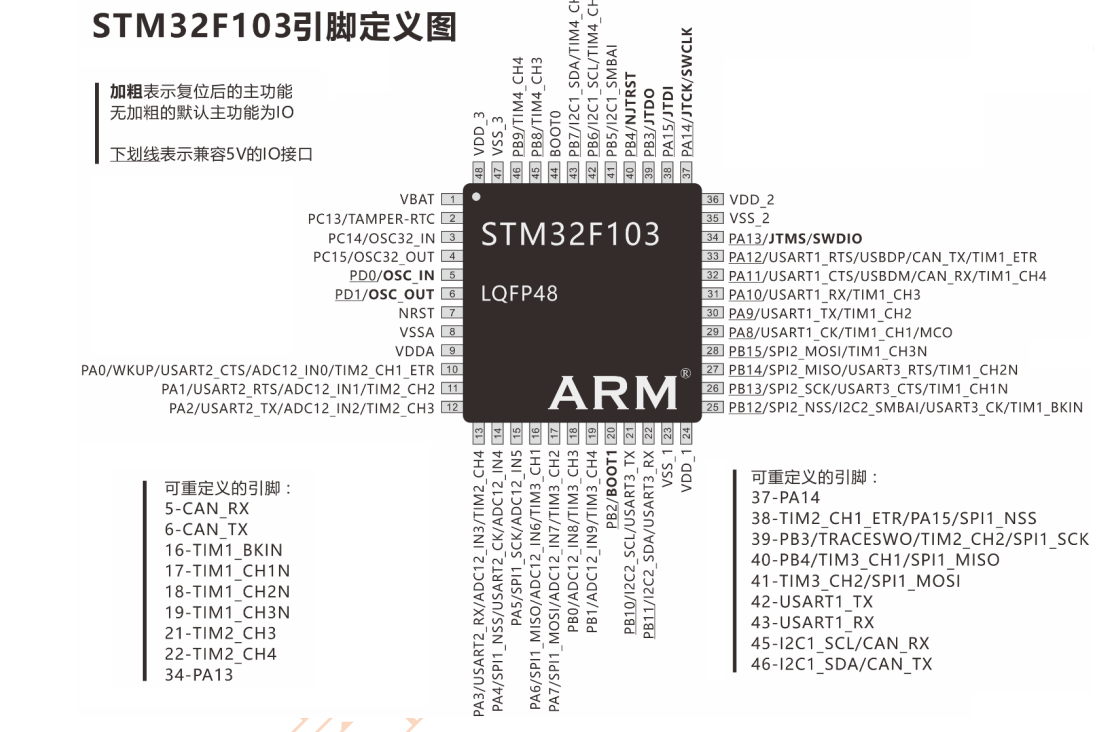 STM32F103引脚定义图
加粗表示复位后的主功能
无加粗的默认主功能为IO
下划线表示兼容5V的IO接口
VDD_3
VSS_3
PB9/TIM4_CH4
PB8/TIM4_CH3
BOOT0
PB7/I2C1_SDA/TIM4_C
PB6/I2C1_SCL/TIM4_C
PB5/I2C1_SMBAI
PB4/NJTRST
PB3/JTDO
PA15/JTDI
PA14/JTCK/SWCLK
48 47 46 45 44 43 42 41 40 39 38 37
VBAT 1
PC13/TAMPER-RTC 2
PC14/OSC32_IN 3
PC15/OSC32_OUT 4
PD0/OSC_IN 5
PD1/OSC_OUT 6
NRST 7
VSSA 8
VDDA 9
PA0/WKUP/USART2_CTS/ADC12_IN0/TIM2_CH1_ETR 10
PA1/USART2_RTS/ADC12_IN1/TIM2_CH2 11
PA2/USART2_TX/ADC12_IN2/TIM2_CH3 12
STM32F103
LQFP48
ARM®
36 VDD_2
35 VSS_2
34 PA13/JTMS/SWDIO
33 PA12/USART1_RTS/USBDP/CAN_TX/TIM1_ETR
32 PA11/USART1_CTS/USBDM/CAN_RX/TIM1_CH4
31 PA10/USART1_RX/TIM1_CH3
30 PA9/USART1_TX/TIM1_CH2
29 PA8/USART1_CK/TIM1_CH1/MCO
28 PB15/SPI2_MOSI/TIM1_CH3N
27 PB14/SPI2_MISO/USART3_RTS/TIM1_CH2N
26 PB13/SPI2_SCK/USART3_CTS/TIM1_CH1N
25 PB12/SPI2_NSS/I2C2_SMBAI/USART3_CK/TIM1_BKIN
13 14 15 16 17 18 19 20 21 22 23 24
PA3/USART2_RX/ADC12_IN3/TIM2_CH4
PA4/SPI1_NSS/USART2_CK/ADC12_IN4
PA5/SPI1_SCK/ADC12_IN5
PA6/SPI1_MISO/ADC12_IN6/TIM3_CH1
PA7/SPI1_MOSI/ADC12_IN7/TIM3_CH2
PB0/ADC12_IN8/TIM3_CH3
PB1/ADC12_IN9/TIM3_CH4
PB2/BOOT1
PB10/I2C2_SCL/USART3_TX
PB11/I2C2_SDA/USART3_RX
VSS_1
VDD_1
可重定义的引脚：
5-CAN_RX
6-CAN_TX
16-TIM1_BKIN
17-TIM1_CH1N
18-TIM1_CH2N
19-TIM1_CH3N
21-TIM2_CH3
22-TIM2_CH4
34-PA13
可重定义的引脚：
37-PA14
38-TIM2_CH1_ETR/PA15/SPI1_NSS
39-PB3/TRACESWO/TIM2_CH2/SPI1_SCK
40-PB4/TIM3_CH1/SPI1_MISO
41-TIM3_CH2/SPI1_MOSI
42-USART1_TX
43-USART1_RX
45-I2C1_SCL/CAN_RX
46-I2C1_SDA/CAN_TX